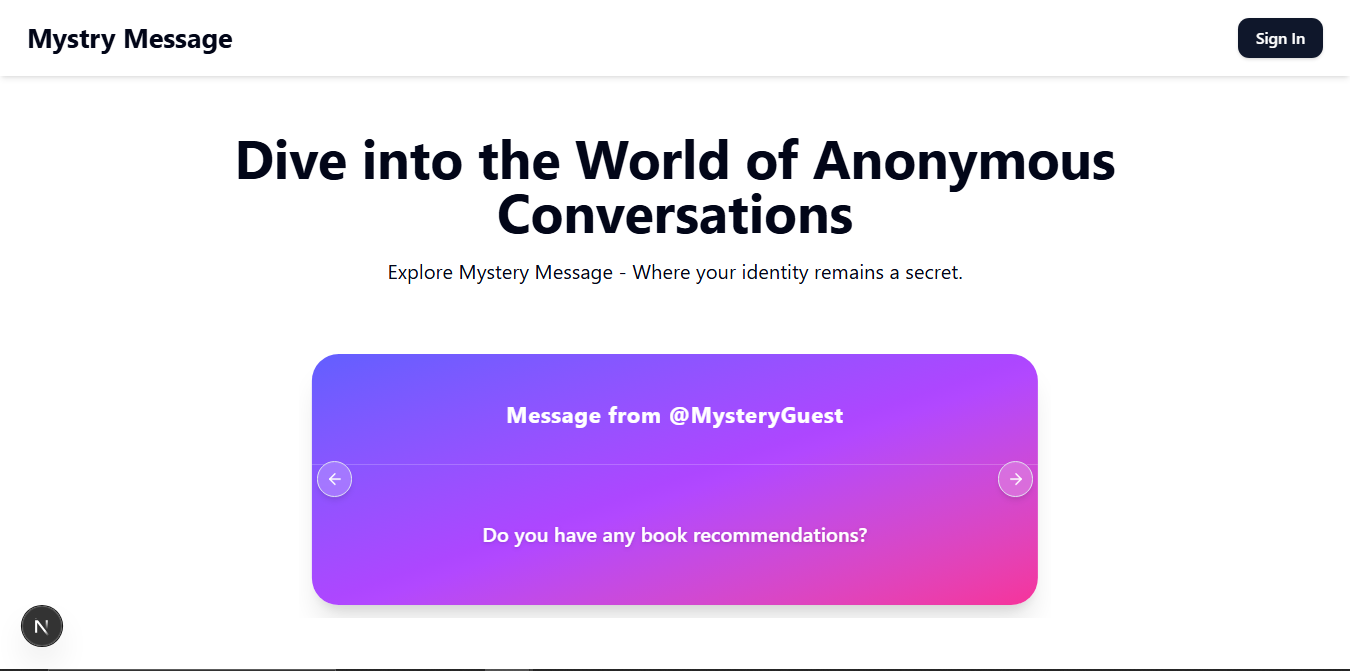 Mystry Message
Sign In
Dive into the World of Anonymous
Conversations
Explore Mystery Message - Where your identity remains a secret.
Message from @MysteryGuest
Do you have any book recommendations?
N